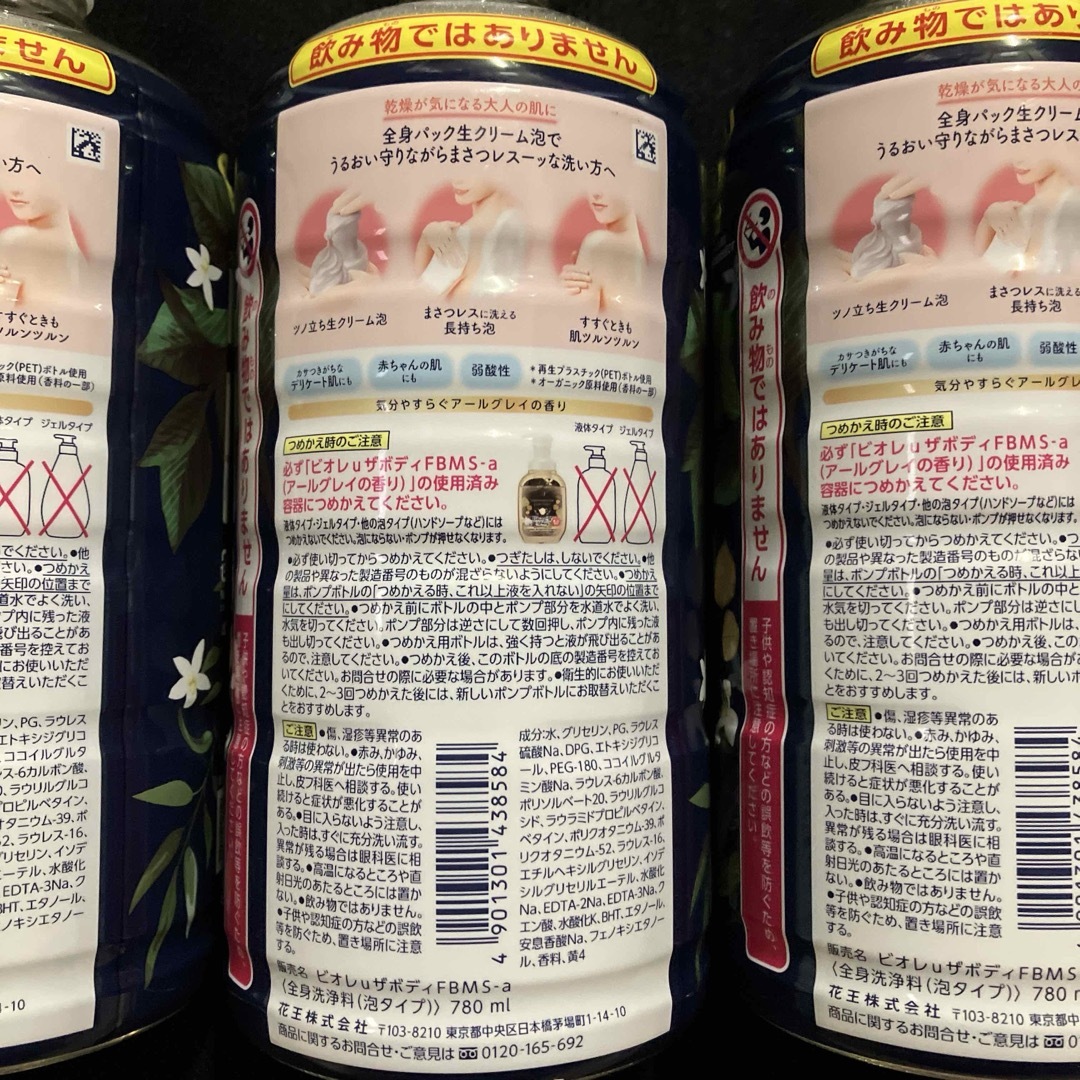 飲み物ではありません
乾燥が気になる大人の肌に
全身パック生クリーム泡で
うるおい守りながらまさつレスーッな洗い方へ
ツノ立ち生クリーム泡
まさつレスに洗える
長持ち泡
すすぐときも
肌ツルンツルン
カサつきがちな
デリケート肌にも
赤ちゃんの肌
にも
弱酸性
*再生プラスチック(PET)ボトル使用
*オーガニック原料使用(香料の一部)
気分やすらぐアールグレイの香り
つめかえ時のご注意
必ず「ビオレuザボディFBMS-a
(アールグレイの香り)」の使用済み
容器につめかえてください。
液体タイプ・ジェルタイプ・他の泡タイプ(ハンドソープなど)には
つめかえないでください。泡にならない・ポンプが押せなくなります。
液体タイプ ジェルタイプ
●必ず使い切ってからつめかえてください。●つぎたしは、しないでください。●他
の製品や異なった製造番号のものが混ざらないようにしてください。●つめかえ
量は、ポンプボトルの「つめかえる時、これ以上液を入れない」の矢印の位置まで
にしてください。●つめかえ前にボトルの中とポンプ部分を水道水でよく洗い、
水気を切ってください。ポンプ部分は逆さにして数回押し、ポンプ内に残った液
も出し切ってください。●つめかえ用ボトルは、強く持つと液が飛び出ることがあ
るので、注意してください。●つめかえ後、このボトルの底の製造番号を控えてお
いてください。お問合せの際に必要な場合があります。●衛生的にお使いいただ
くために、2〜3回つめかえた後には、新しいポンプボトルにお取替えいただくこ
とをおすすめします。
ご注意 ●傷、湿疹等異常のあ
る時は使わない。●赤み、かゆみ、
刺激等の異常が出たら使用を中
止し、皮フ科医へ相談する。使い
続けると症状が悪化することが
ある。●目に入らないよう注意し、
入った時は、すぐに充分洗い流す。
異常が残る場合は眼科医に相
談する。●高温になるところや直
射日光のあたるところには置か
ない。●飲み物ではありません。
●子供や認知症の方などの誤飲
等を防ぐため、置き場所に注意
する。
4 901301 438584
成分:水、グリセリン、PG、ラウレス
硫酸Na、DPG、エトキシジグリコ
ール、PEG-180、ココイルグルタ
ミン酸Na、ラウレス-6カルボン酸、
ポリソルベート20、ラウリルグルコ
シド、ラウラミドプロピルベタイン、
ベタイン、ポリクオタニウム-39、ポ
リクオタニウム-52、ラウレス-16、
エチルヘキシルグリセリン、イソデ
シルグリセリルエーテル、水酸化
Na、EDTA-2Na、EDTA-3Na、ク
エン酸、水酸化K、BHT、エタノール、
安息香酸Na、フェノキシエタノー
ル、香料、黄4
販売名 ビオレuザボディFBMS-a
〈全身洗浄料(泡タイプ)〉 780 ml
花王株式会社 〒103-8210 東京都中央区日本橋茅場町1-14-10
商品に関するお問合せ・ご意見は 0120-165-692
飲み物ではありません
子供や認知症の方などの誤飲等を防ぐため、
置き場所に注意してください。